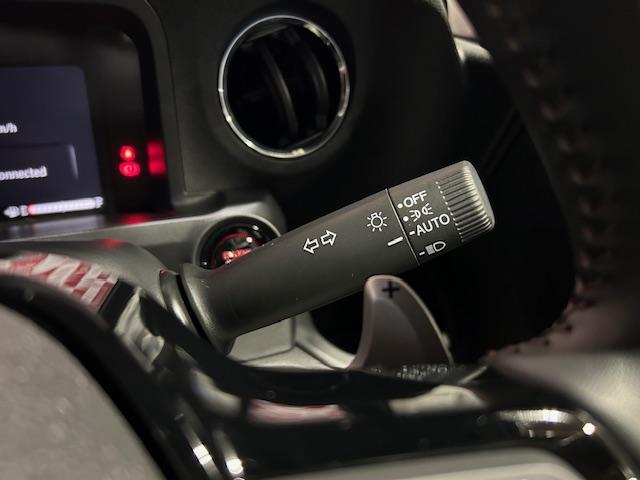 m/h
onnected
OFF
AUTO
+